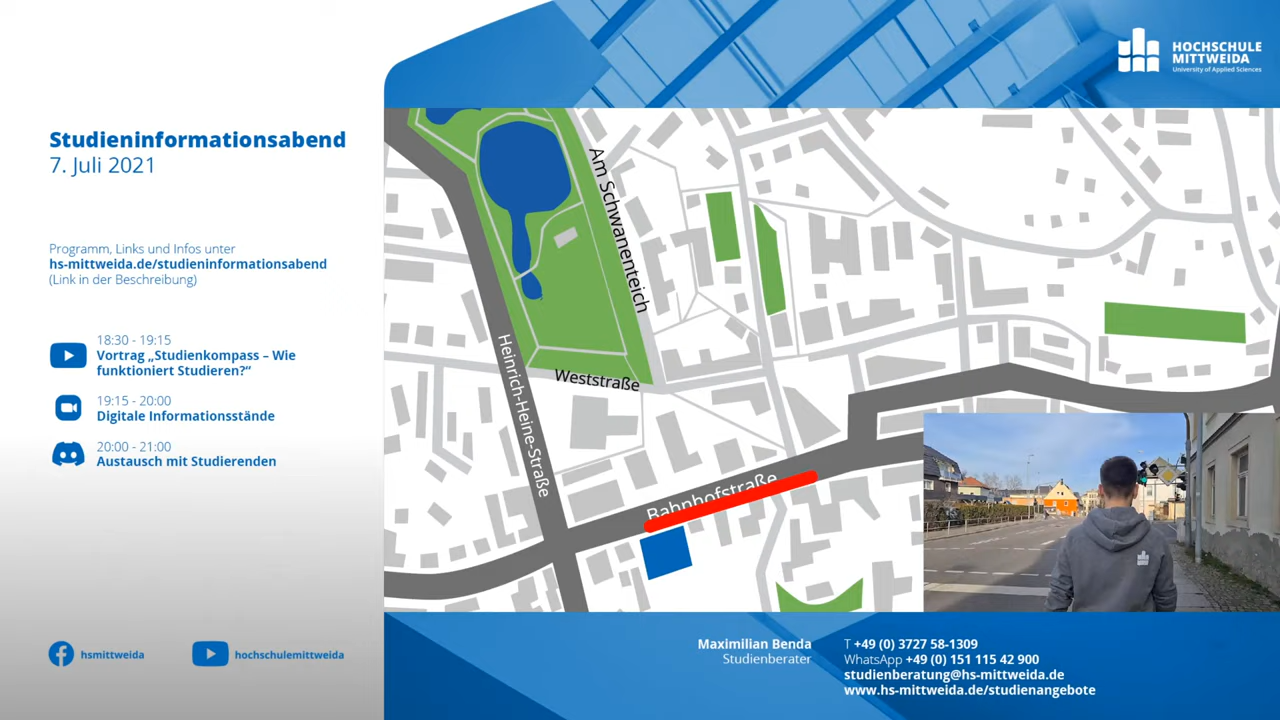 HOCHSCHULE
MITTWEIDA
University of Applied Sciences
Studieninformationsabend
7. Juli 2021
Programm, Links und Infos unter
hs-mittweida.de/studieninformationsabend
(Link in der Beschreibung)
18:30 - 19:15
Vortrag „Studienkompass – Wie
funktioniert Studieren?“
19:15 - 20:00
Digitale Informationsstände
20:00 - 21:00
Austausch mit Studierenden
hsmittweida
hochschulemittweida
Am Schwanenteich
Heinrich-Heine-Straße
Weststraße
Bahnhofstraße
Maximilian Benda
Studienberater
T +49 (0) 3727 58-1309
WhatsApp +49 (0) 151 115 42 900
studienberatung@hs-mittweida.de
www.hs-mittweida.de/studienangebote